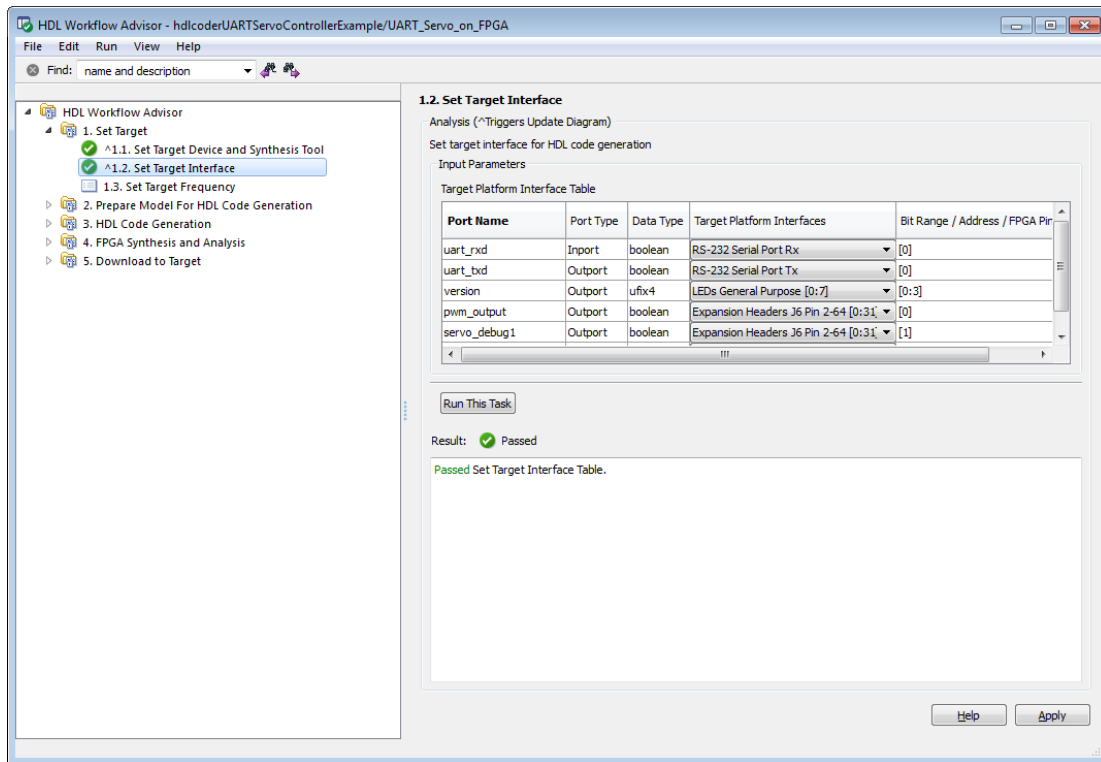 HDL Workflow Advisor - hdlcoderUARTServoControllerExample/UART_Servo_on_FPGA
File Edit Run View Help
Find: name and description
HDL Workflow Advisor
1. Set Target
^1.1. Set Target Device and Synthesis Tool
^1.2. Set Target Interface
1.3. Set Target Frequency
2. Prepare Model For HDL Code Generation
3. HDL Code Generation
4. FPGA Synthesis and Analysis
5. Download to Target
1.2. Set Target Interface
Analysis (^Triggers Update Diagram)
Set target interface for HDL code generation
Input Parameters
Target Platform Interface Table
Port Name Port Type Data Type Target Platform Interfaces Bit Range / Address / FPGA Pin
uart_rxd Inport boolean RS-232 Serial Port Rx [0]
uart_txd Outport boolean RS-232 Serial Port Tx [0]
version Outport ufix4 LEDs General Purpose [0:7] [0:3]
pwm_output Outport boolean Expansion Headers J6 Pin 2-64 [0:31] [0]
servo_debug1 Outport boolean Expansion Headers J6 Pin 2-64 [0:31] [1]
Run This Task
Result: Passed
Passed Set Target Interface Table.
Help Apply